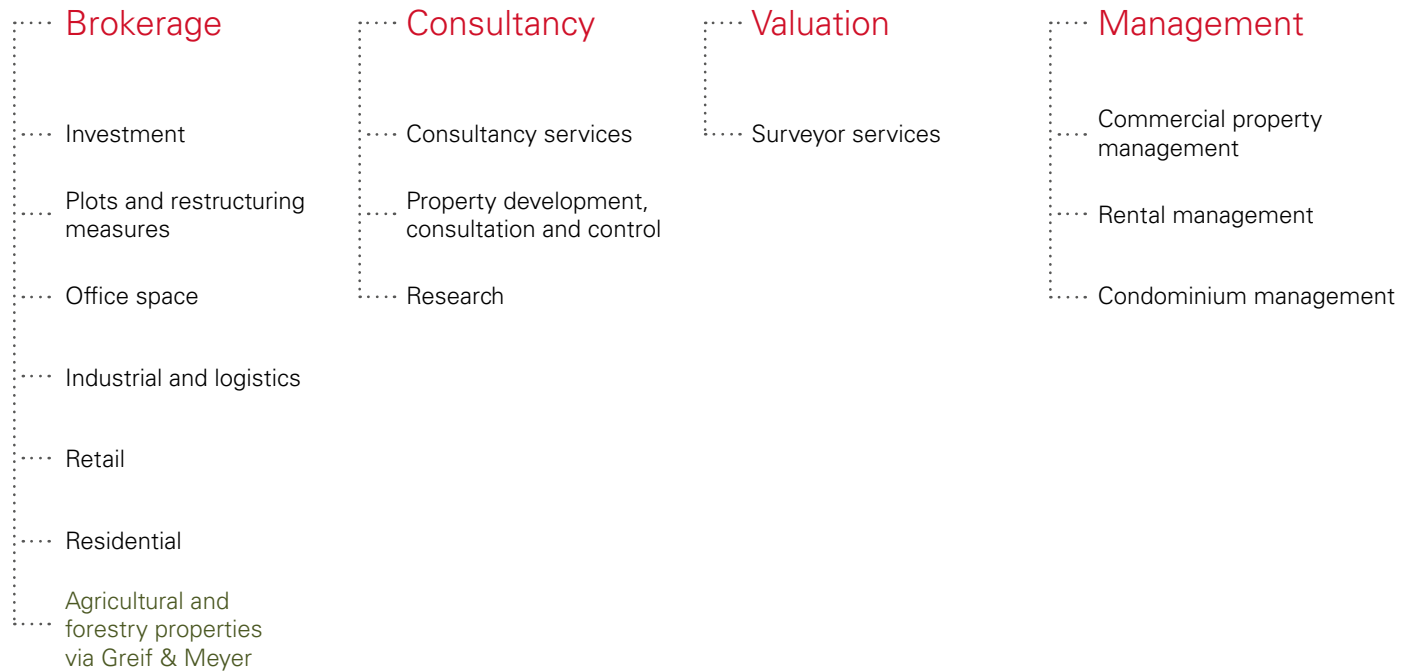 Brokerage
Investment
Plots and restructuring
measures
Office space
Industrial and logistics
Retail
Residential
Agricultural and
forestry properties
via Greif & Meyer
Consultancy
Consultancy services
Property development,
consultation and control
Research
Valuation
Surveyor services
Management
Commercial property
management
Rental management
Condominium management